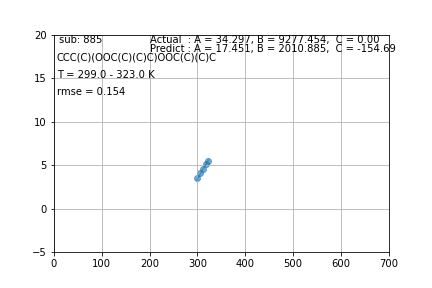 sub: 885
Actual : A = 34.297, B = 9277.454, C = 0.00
Predict : A = 17.451, B = 2010.885, C = -154.69
CCC(C)(OOC(C)(C)C)OOC(C)(C)C
T = 299.0 - 323.0 K
rmse = 0.154
20
15
10
5
0
−5
0 100 200 300 400 500 600 700